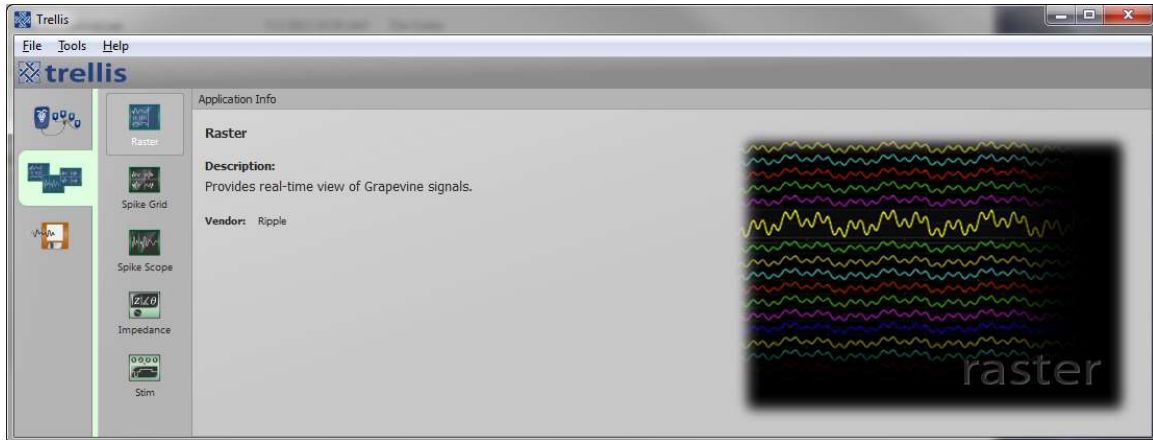 Trellis
File Tools Help
trellis
Application Info
Raster
Raster
Description:
Provides real-time view of Grapevine signals.
Vendor: Ripple
Spike Grid
Spike Scope
|Z|∠θ
Impedance
Stim
raster